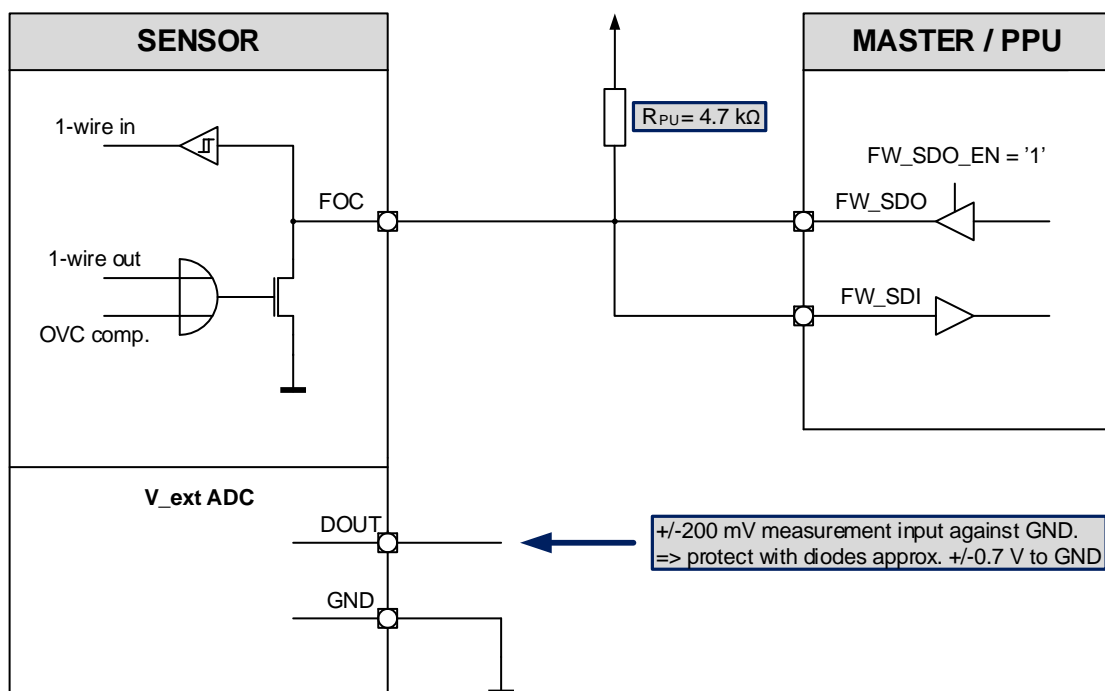 SENSOR
MASTER / PPU
1-wire in
RPU = 4.7 kΩ
FW_SDO_EN = '1'
FOC
FW_SDO
1-wire out
FW_SDI
OVC comp.
V_ext ADC
DOUT
+/-200 mV measurement input against GND.
=> protect with diodes approx. +/-0.7 V to GND
GND